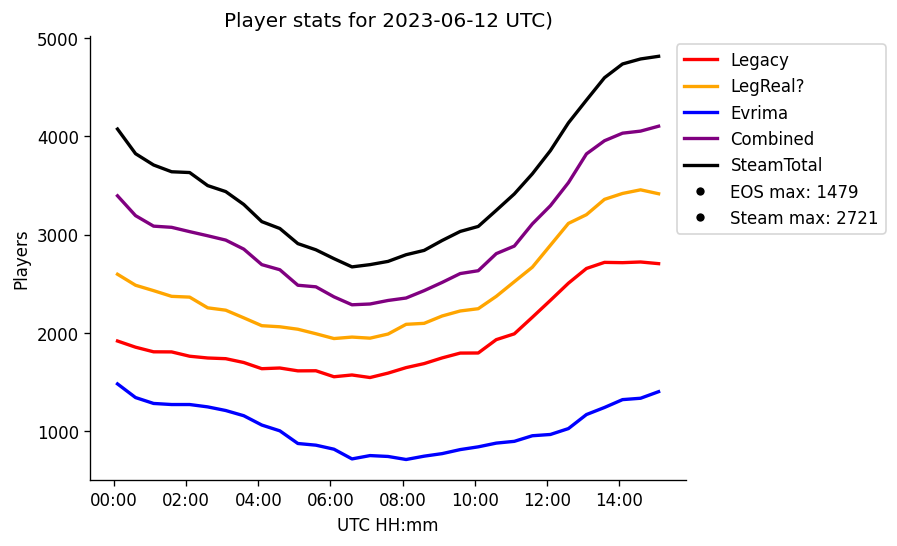 Player stats for 2023-06-12 UTC)
5000
4000
3000
2000
1000
Players
00:00 02:00 04:00 06:00 08:00 10:00 12:00 14:00
UTC HH:mm
Legacy
LegReal?
Evrima
Combined
SteamTotal
EOS max: 1479
Steam max: 2721